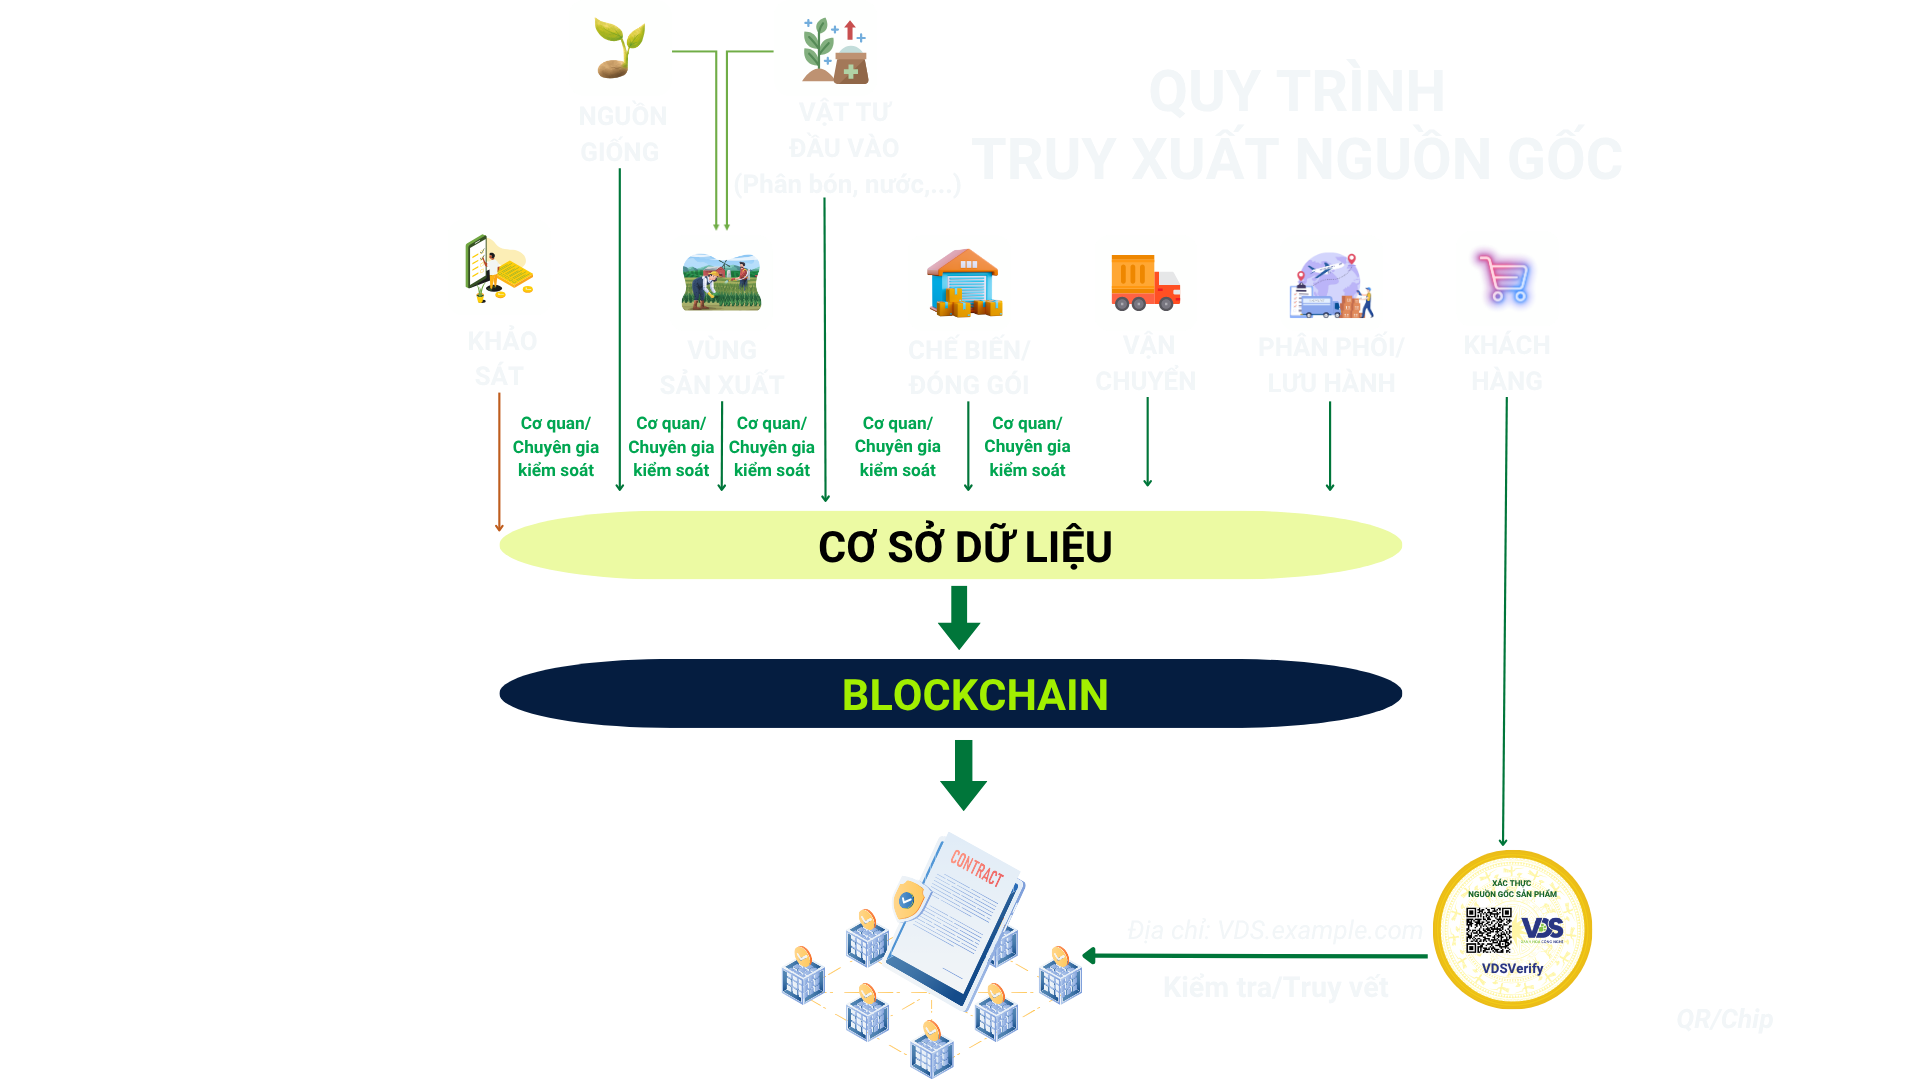 QUY TRÌNH
TRUY XUẤT NGUỒN GỐC
NGUỒN
GIỐNG
VẬT TƯ
ĐẦU VÀO
(Phân bón, nước,...)
KHẢO
SÁT
VÙNG
SẢN XUẤT
CHẾ BIẾN/
ĐÓNG GÓI
VẬN
CHUYỂN
PHÂN PHỐI/
LƯU HÀNH
KHÁCH
HÀNG
Cơ quan/
Chuyên gia
kiểm soát
Cơ quan/
Chuyên gia
kiểm soát
Cơ quan/
Chuyên gia
kiểm soát
Cơ quan/
Chuyên gia
kiểm soát
Cơ quan/
Chuyên gia
kiểm soát
CƠ SỞ DỮ LIỆU
BLOCKCHAIN
CONTRACT
Địa chỉ: VDS.example.com
Kiểm tra/Truy vết
XÁC THỰC
NGUỒN GỐC SẢN PHẨM
VDS
VDSVerify
QR/Chip